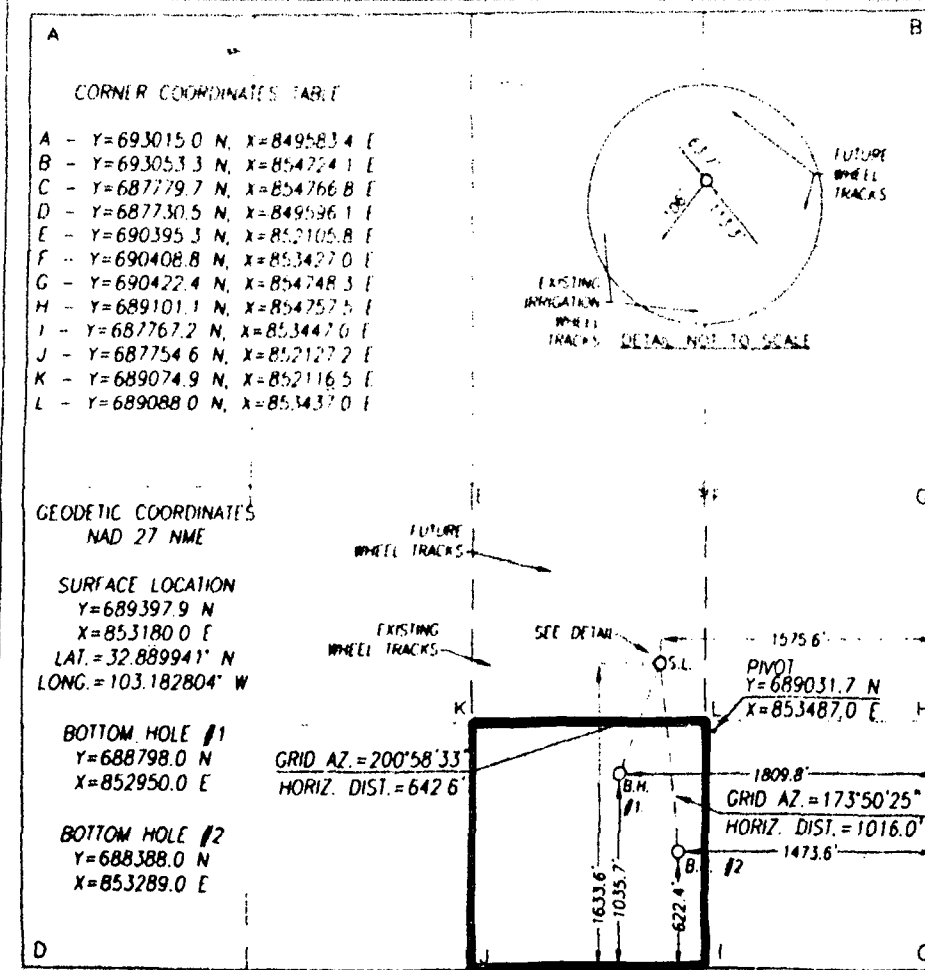 A
B
CORNER COORDINATES TABLE
A - Y=693015.0 N, X=849583.4 E
B - Y=693053.3 N, X=854724.1 E
C - Y=687779.7 N, X=854766.8 E
D - Y=687730.5 N, X=849596.1 E
E - Y=690395.3 N, X=852105.8 E
F - Y=690408.8 N, X=853427.0 E
G - Y=690422.4 N, X=854748.3 E
H - Y=689101.1 N, X=854757.5 E
I - Y=687767.2 N, X=853447.0 E
J - Y=687754.6 N, X=852127.2 E
K - Y=689074.9 N, X=852116.5 E
L - Y=689088.0 N, X=853437.0 E
FUTURE
WHEEL
TRACKS
EXISTING
IRRIGATION
WHEEL
TRACKS
DETAIL NOT TO SCALE
E
F
GEODETIC COORDINATES
NAD 27 NME
SURFACE LOCATION
Y=689397.9 N
X=853180.0 E
LAT.=32.889941° N
LONG.=103.182804° W
BOTTOM HOLE #1
Y=688798.0 N
X=852950.0 E
BOTTOM HOLE #2
Y=688388.0 N
X=853289.0 E
FUTURE
WHEEL TRACKS
EXISTING
WHEEL TRACKS
SEE DETAIL
S.L.
1575.6'
PIVOT
Y=689031.7 N
X=853487.0 E
K
L
H
GRID AZ.=200°58'33"
HORIZ. DIST.=642.6'
B.H.
#1
1809.8'
GRID AZ.=173°50'25"
HORIZ. DIST.=1016.0'
1473.6'
#2
1633.6'
1035.7'
622.4'
D
J
I
C